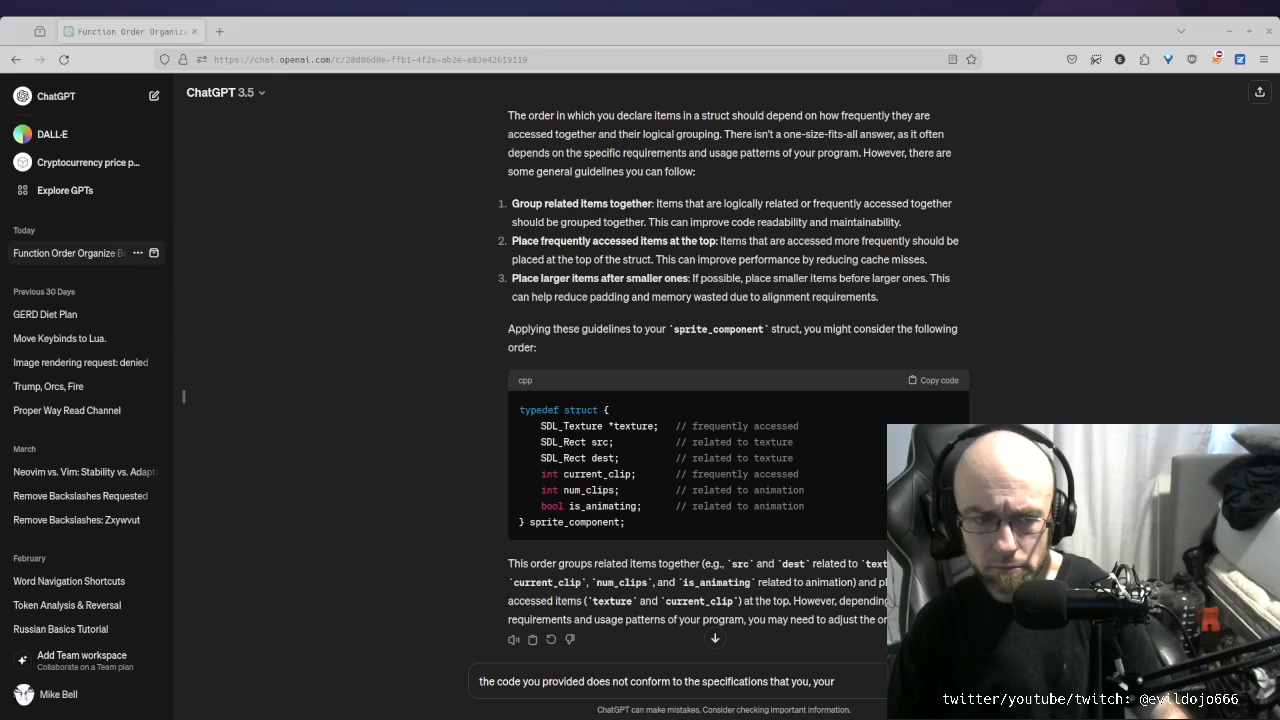 Function Order Organiz
https://chat.openai.com/c/28d86d8e-ffb1-4f2a-ab2e-a83e42619119
ChatGPT
DALL·E
Cryptocurrency price p...
Explore GPTs
Today
Function Order Organize Be
Previous 30 Days
GERD Diet Plan
Move Keybinds to Lua.
Image rendering request: denied
Trump, Orcs, Fire
Proper Way Read Channel
March
Neovim vs. Vim: Stability vs. Adapta
Remove Backslashes Requested
Remove Backslashes: Zxywvut
February
Word Navigation Shortcuts
Token Analysis & Reversal
Russian Basics Tutorial
Add Team workspace
Collaborate on a Team plan
Mike Bell
ChatGPT 3.5
The order in which you declare items in a struct should depend on how frequently they are
accessed together and their logical grouping. There isn't a one-size-fits-all answer, as it often
depends on the specific requirements and usage patterns of your program. However, there are
some general guidelines you can follow:
1. Group related items together: Items that are logically related or frequently accessed together
should be grouped together. This can improve code readability and maintainability.
2. Place frequently accessed items at the top: Items that are accessed more frequently should be
placed at the top of the struct. This can improve performance by reducing cache misses.
3. Place larger items after smaller ones: If possible, place smaller items before larger ones. This
can help reduce padding and memory wasted due to alignment requirements.
Applying these guidelines to your `sprite_component` struct, you might consider the following
order:
cpp Copy code
typedef struct {
SDL_Texture *texture; // frequently accessed
SDL_Rect src; // related to texture
SDL_Rect dest; // related to texture
int current_clip; // frequently accessed
int num_clips; // related to animation
bool is_animating; // related to animation
} sprite_component;
This order groups related items together (e.g., `src` and `dest` related to `text
`current_clip`, `num_clips`, and `is_animating` related to animation) and pl
accessed items (`texture` and `current_clip`) at the top. However, depending
requirements and usage patterns of your program, you may need to adjust the or
the code you provided does not conform to the specifications that you, your
ChatGPT can make mistakes. Consider checking important information.
twitter/youtube/twitch: @evildojo666